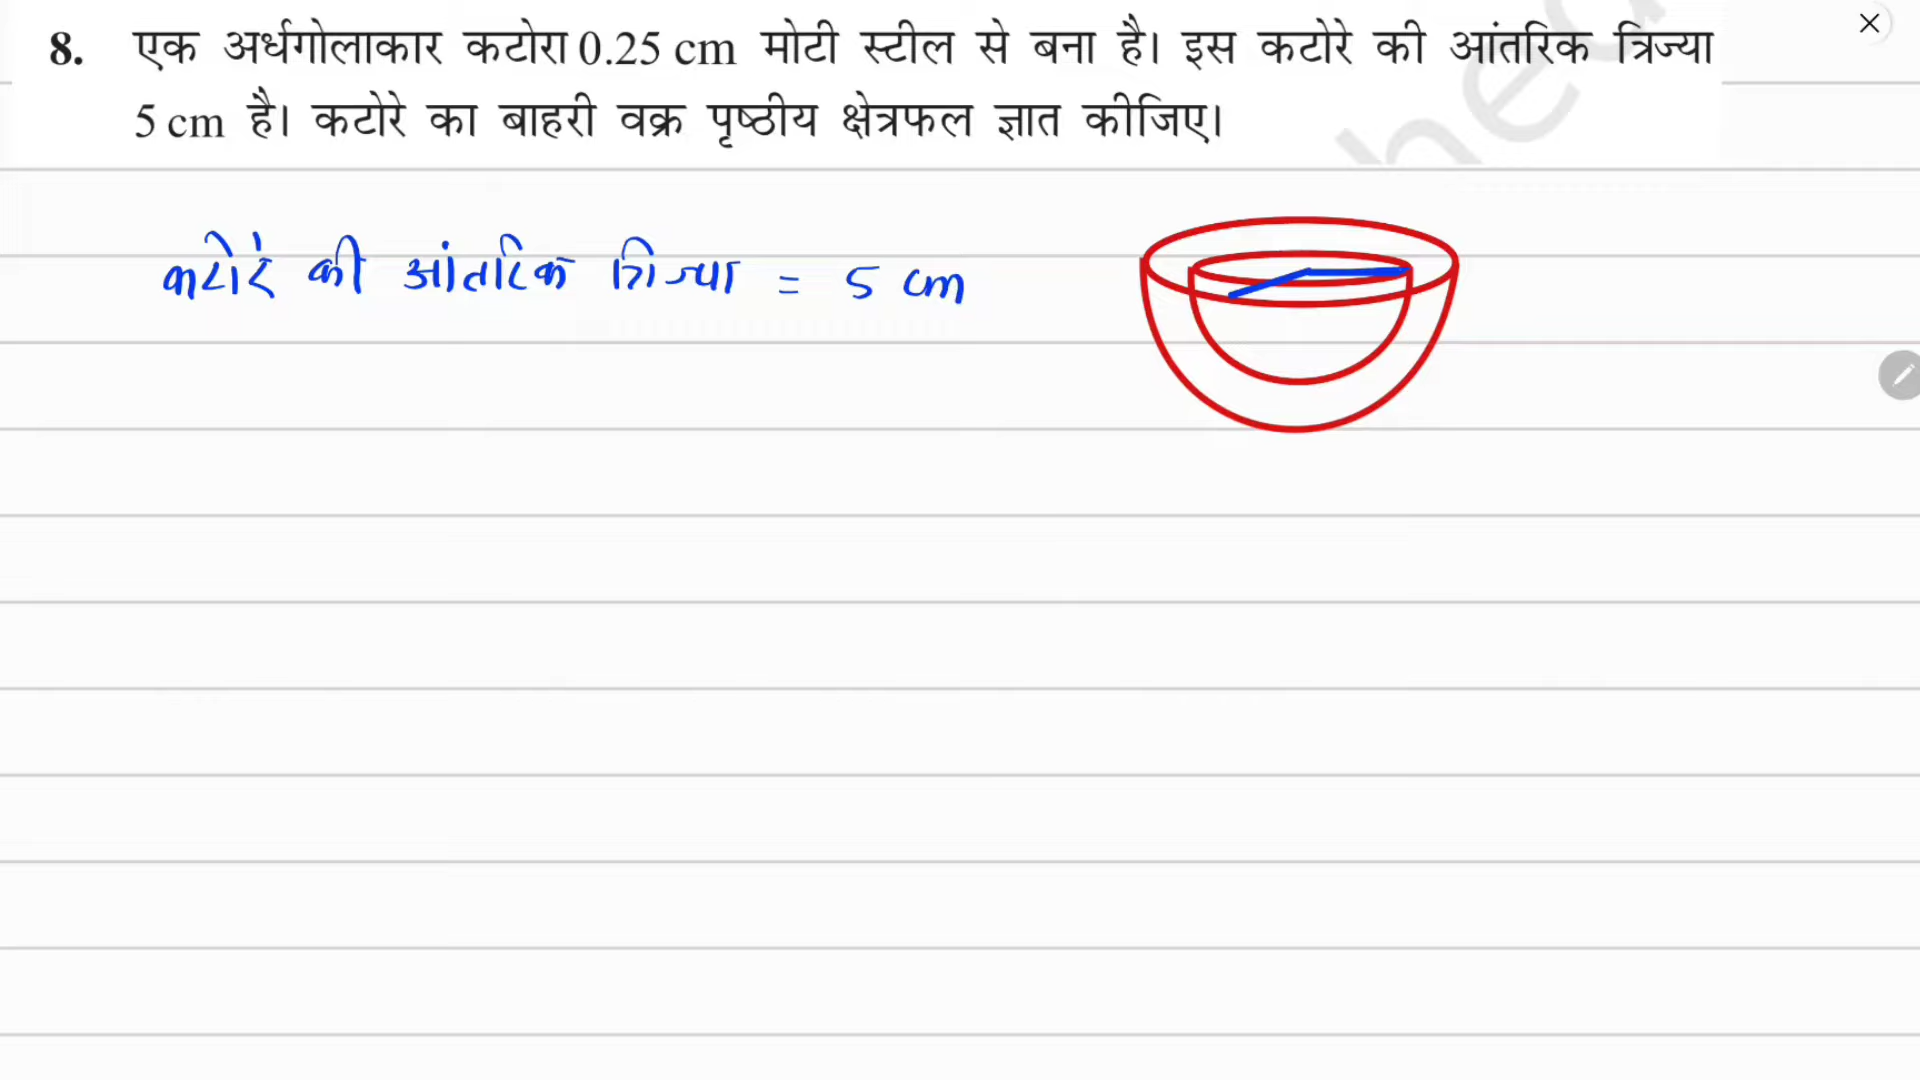 8. एक अर्धगोलाकार कटोरा 0.25 cm मोटी स्टील से बना है। इस कटोरे की आंतरिक त्रिज्या
5 cm है। कटोरे का बाहरी वक्र पृष्ठीय क्षेत्रफल ज्ञात कीजिए।
कटोरे की आंतरिक त्रिज्या = 5 cm